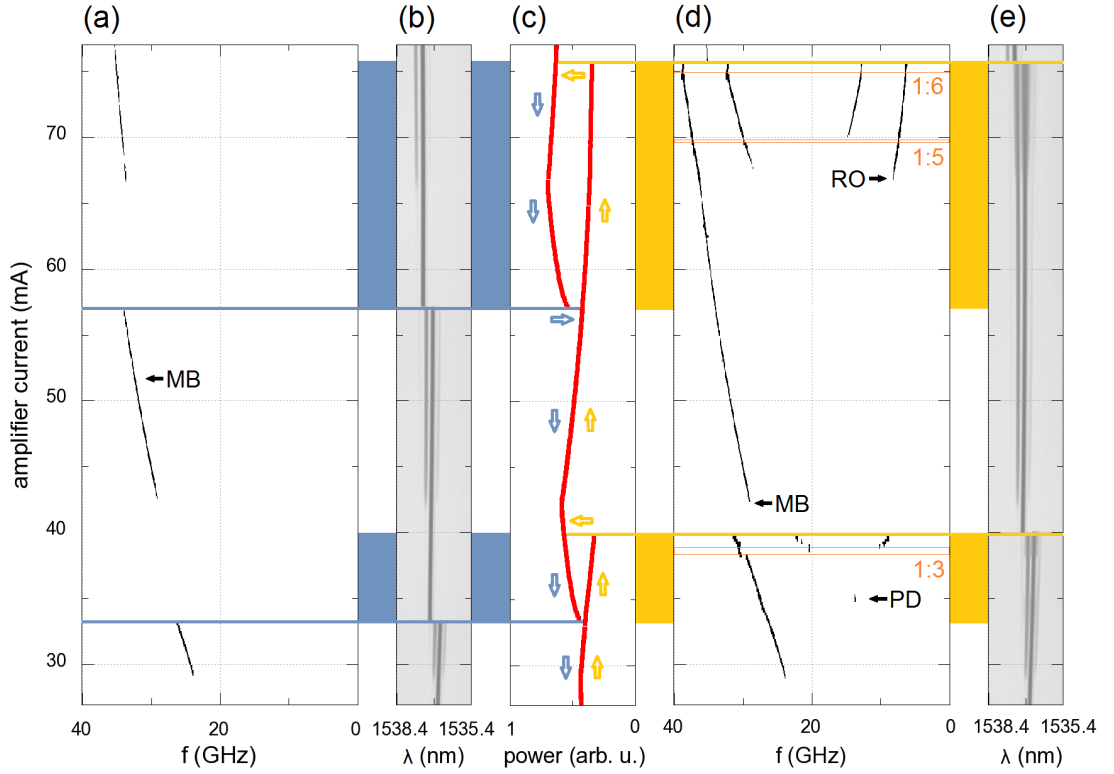 (a) (b) (c) (d) (e)
1:6
70
1:5
RO
60
MB
50
MB
40
1:3
PD
30
amplifier current (mA)
40 20 0 1538.4 1535.4 1 0 40 20 0 1538.4 1535.4
f (GHz) λ (nm) power (arb. u.) f (GHz) λ (nm)